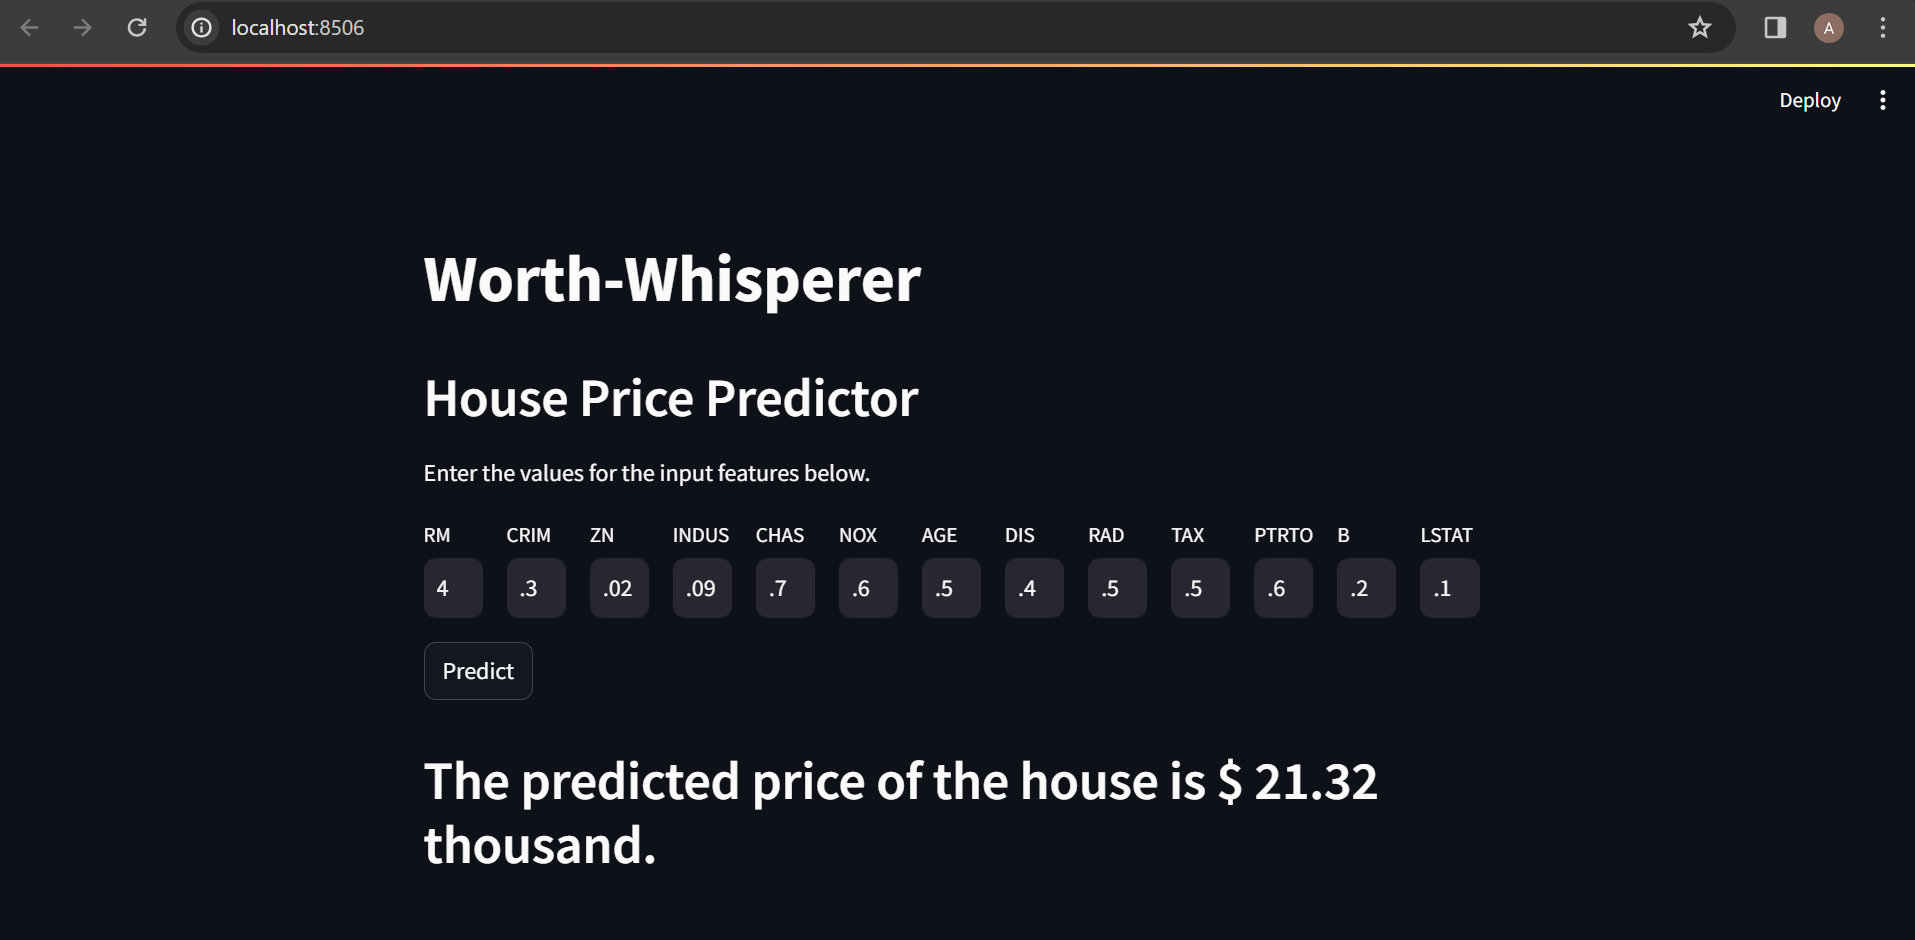 localhost:8506
A
Deploy
Worth-Whisperer
House Price Predictor
Enter the values for the input features below.
RM CRIM ZN INDUS CHAS NOX AGE DIS RAD TAX PTRTO B LSTAT
4 .3 .02 .09 .7 .6 .5 .4 .5 .5 .6 .2 .1
Predict
The predicted price of the house is $ 21.32
thousand.